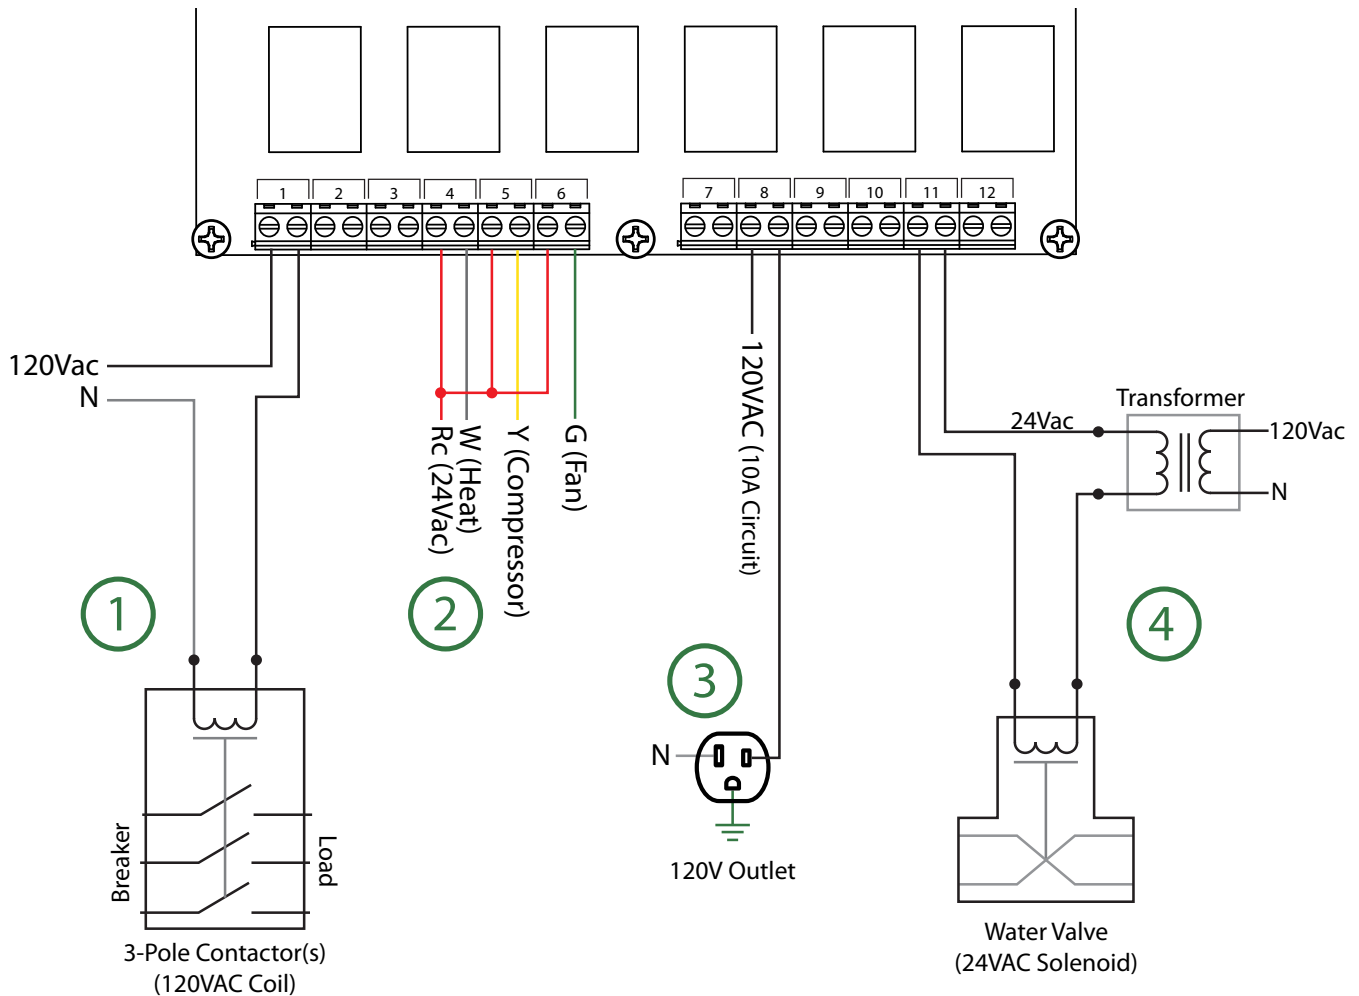 1 2 3 4 5 6 7 8 9 10 11 12
120Vac
N
Rc (24Vac)
W (Heat)
Y (Compressor)
G (Fan)
120VAC (10A Circuit)
Transformer
24Vac
120Vac
N
1
2
3
4
N
120V Outlet
Breaker
Load
3-Pole Contactor(s)
(120VAC Coil)
Water Valve
(24VAC Solenoid)